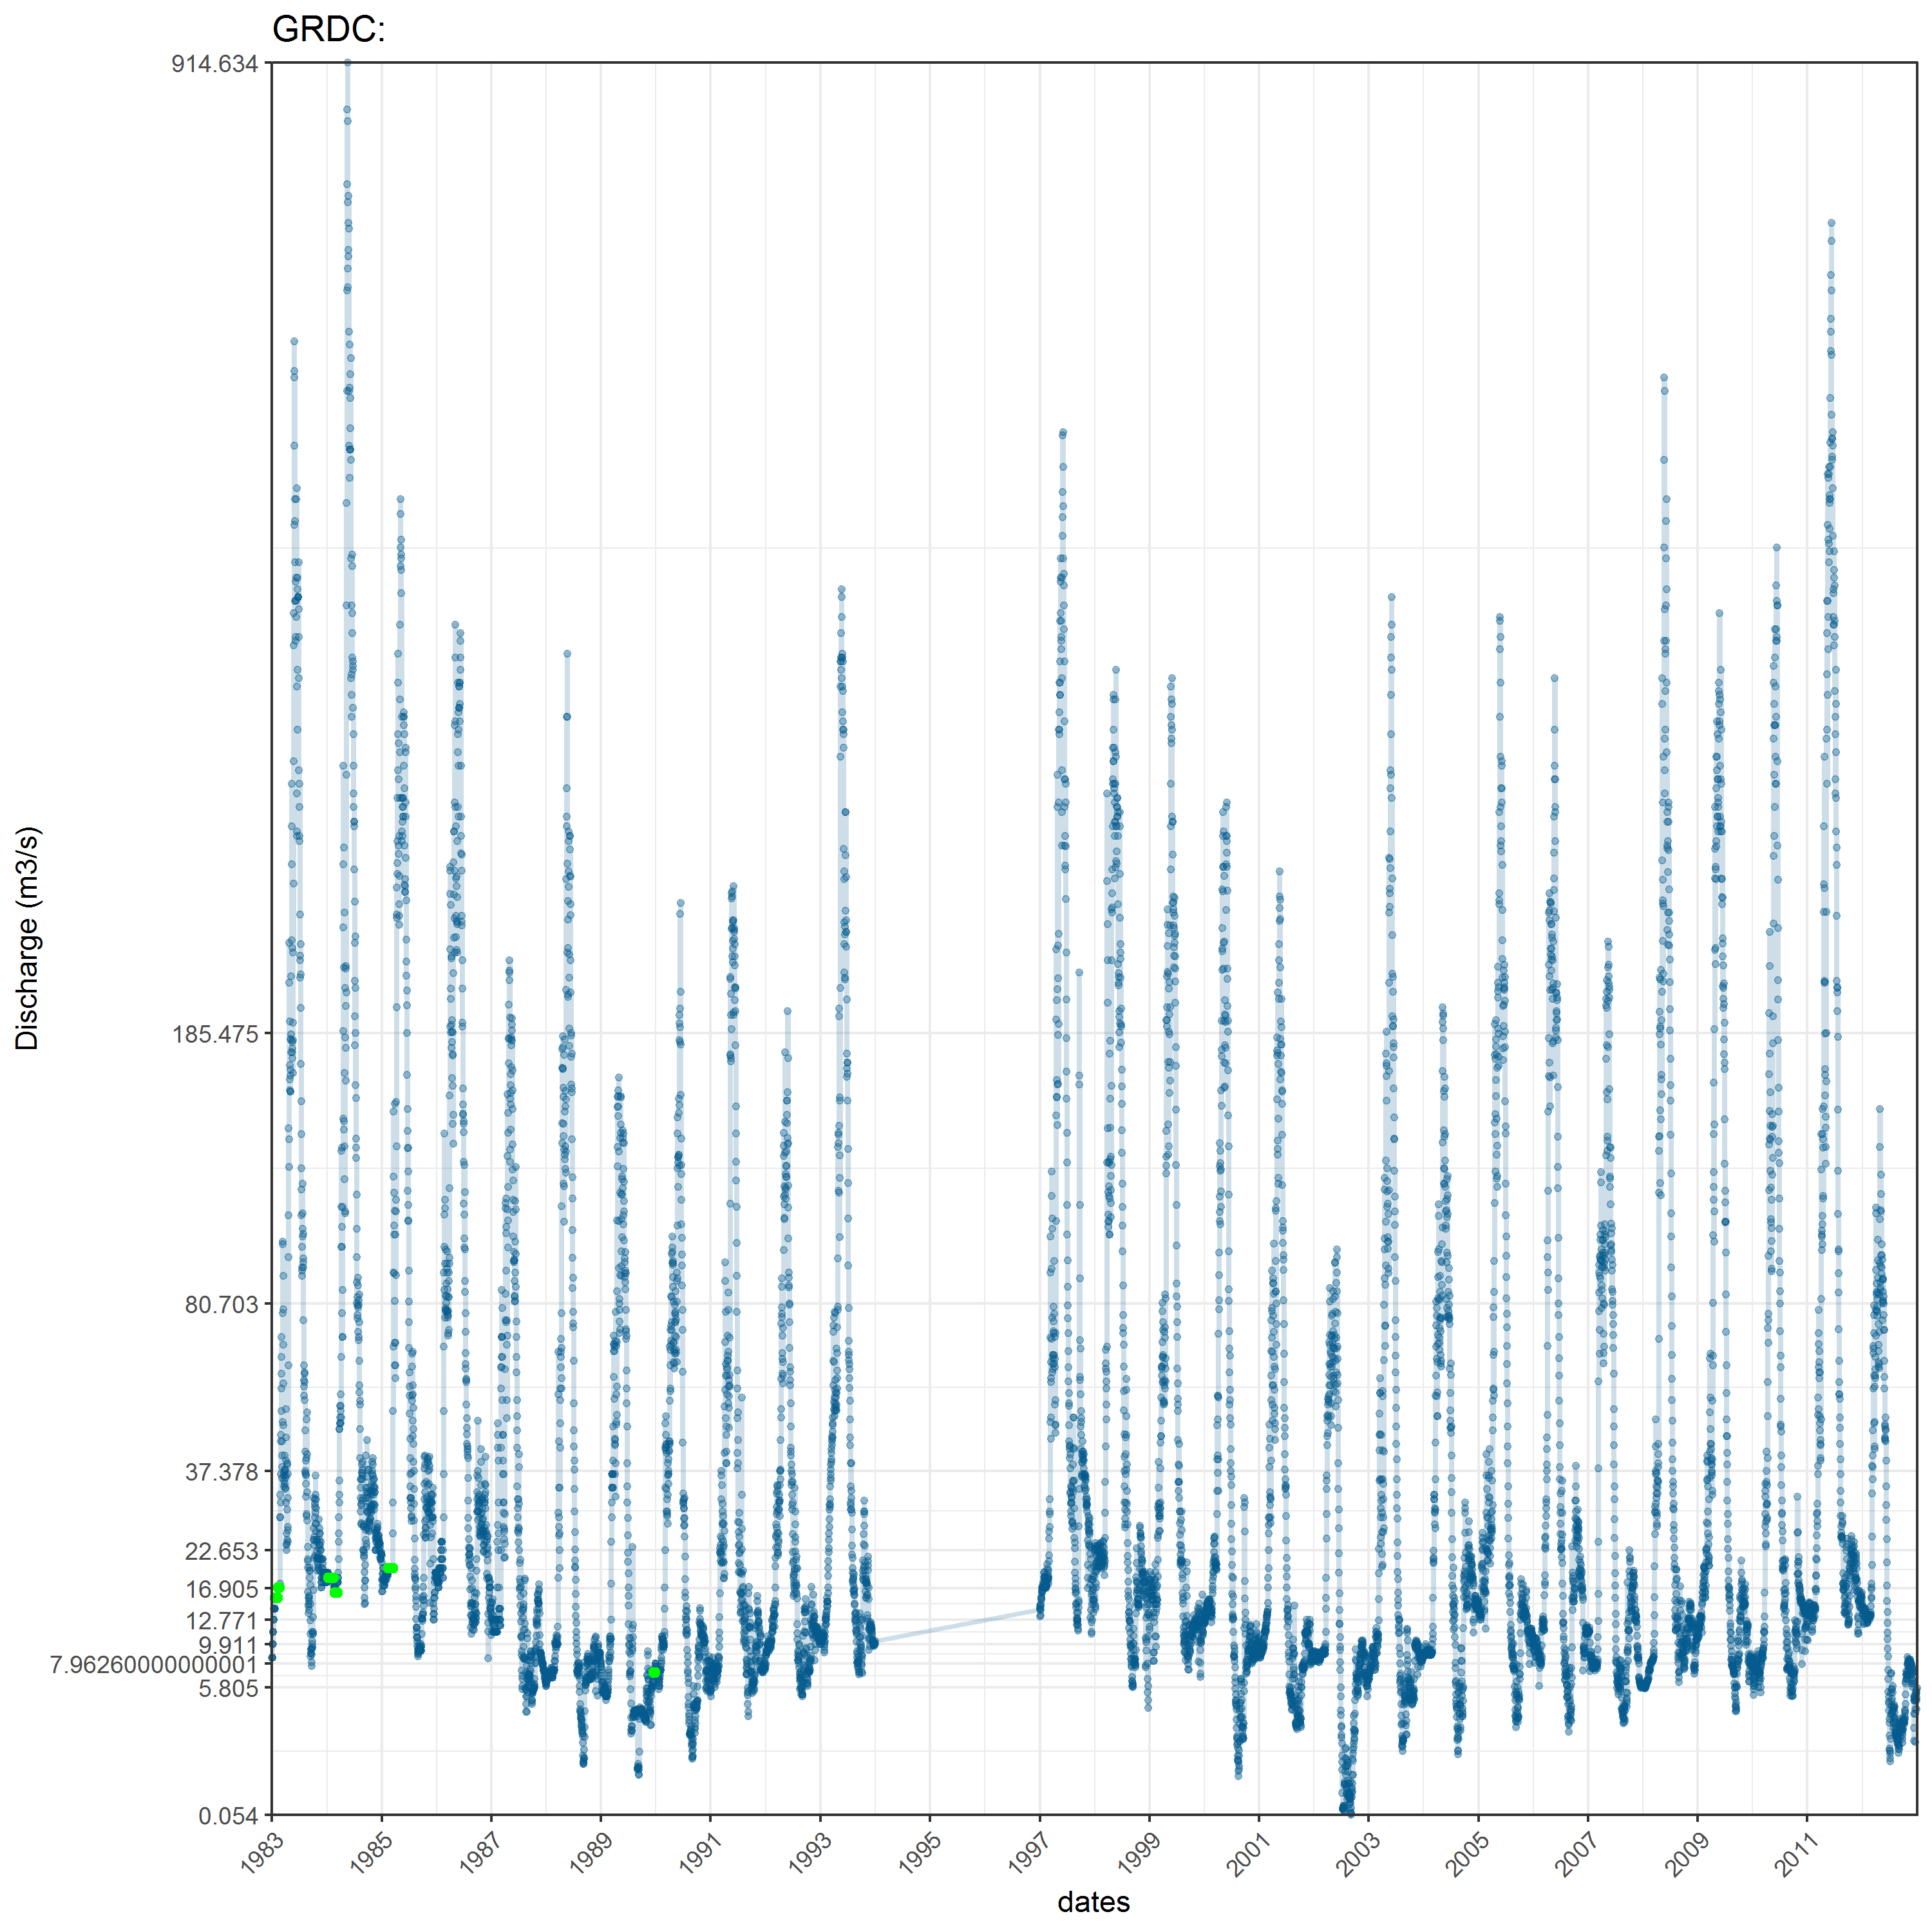 GRDC:
914.634
185.475
80.703
37.378
22.653
16.905
12.771
9.911
7.96260000000001
5.805
0.054
Discharge (m3/s)
1983 1985 1987 1989 1991 1993 1995 1997 1999 2001 2003 2005 2007 2009 2011
dates